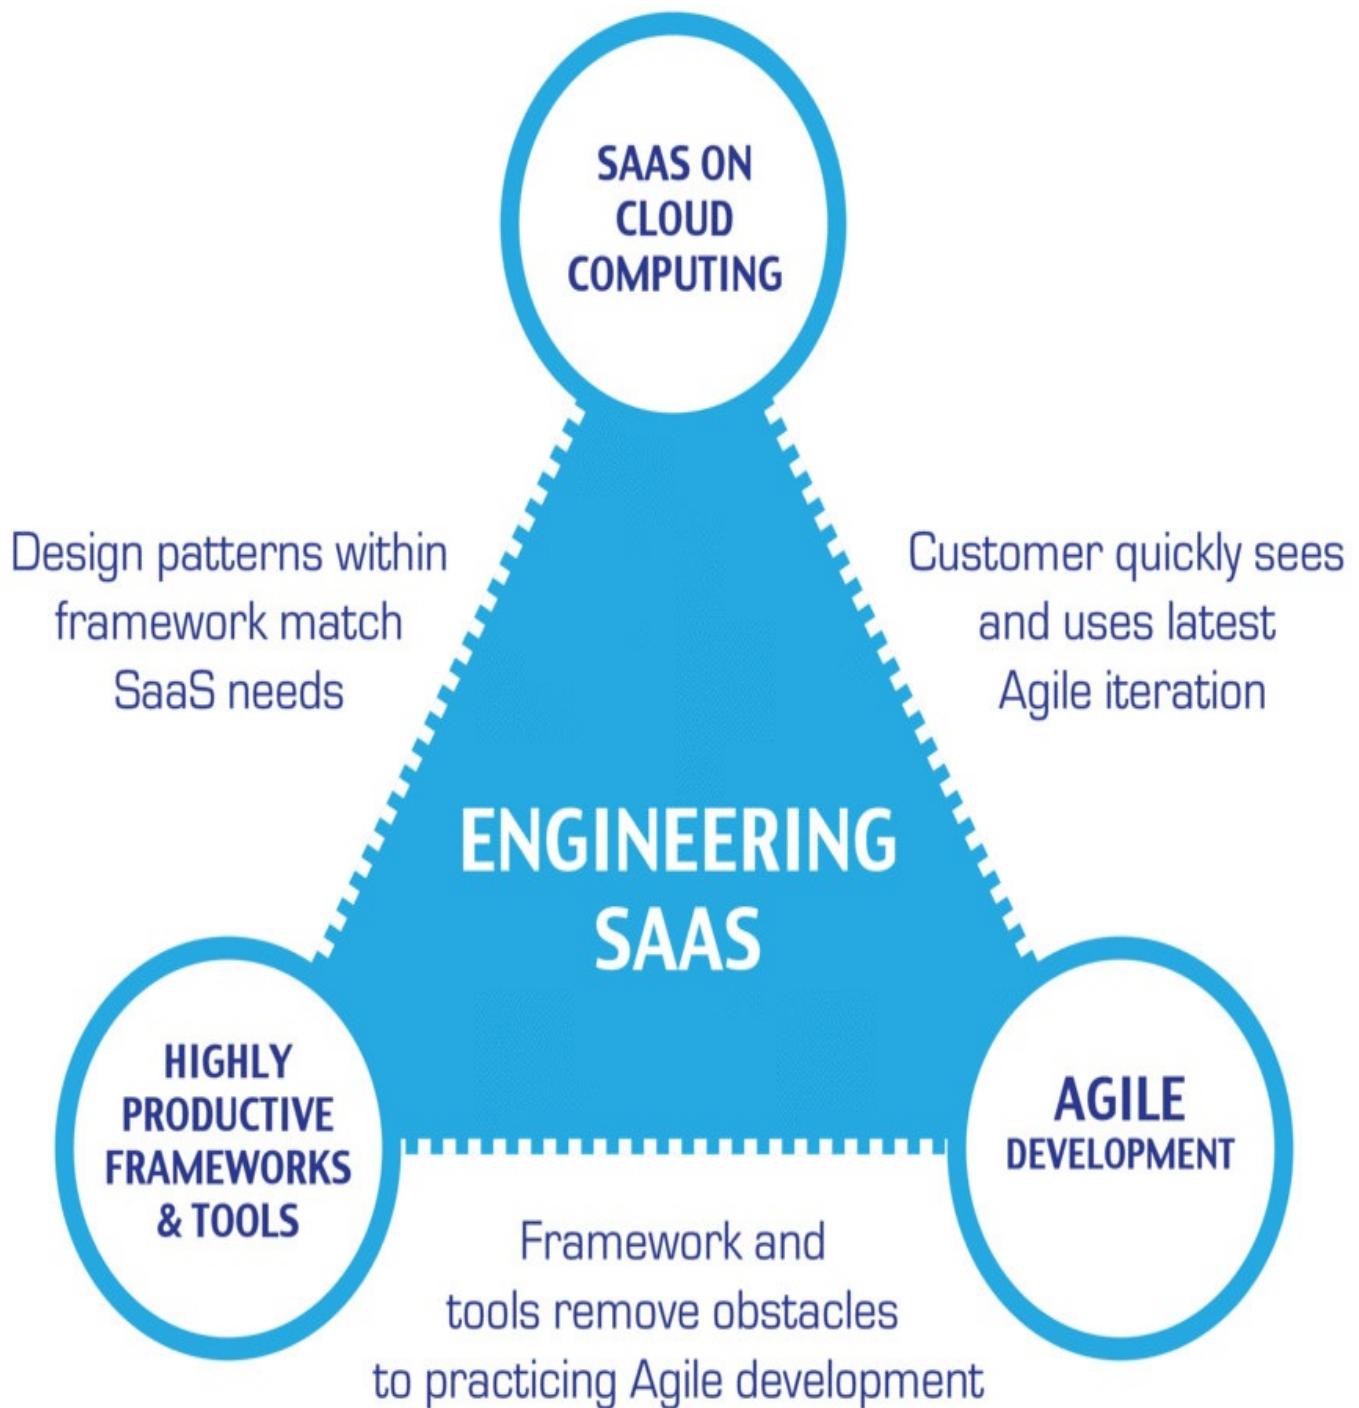 SAAS ON
CLOUD
COMPUTING
Design patterns within
framework match
SaaS needs
Customer quickly sees
and uses latest
Agile iteration
ENGINEERING
SAAS
HIGHLY
PRODUCTIVE
FRAMEWORKS
& TOOLS
AGILE
DEVELOPMENT
Framework and
tools remove obstacles
to practicing Agile development